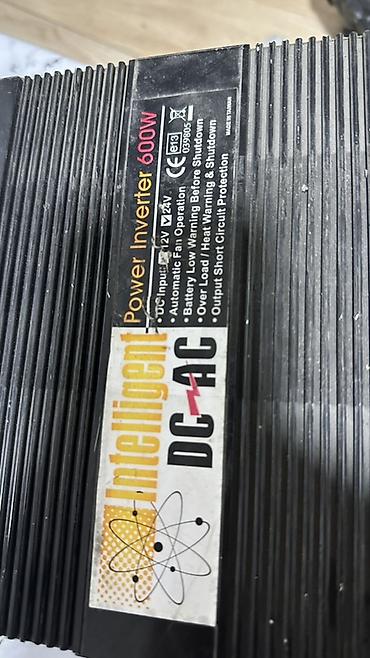 Intelligent
DC AC
Power Inverter 600W
• DC Input: 12V 24V
• Automatic Fan Operation
• Battery Low Warning Before Shutdown
• Over Load / Heat Warning & Shutdown
• Output Short Circuit Protection
CE e13
039805
MADE IN TAIWAN